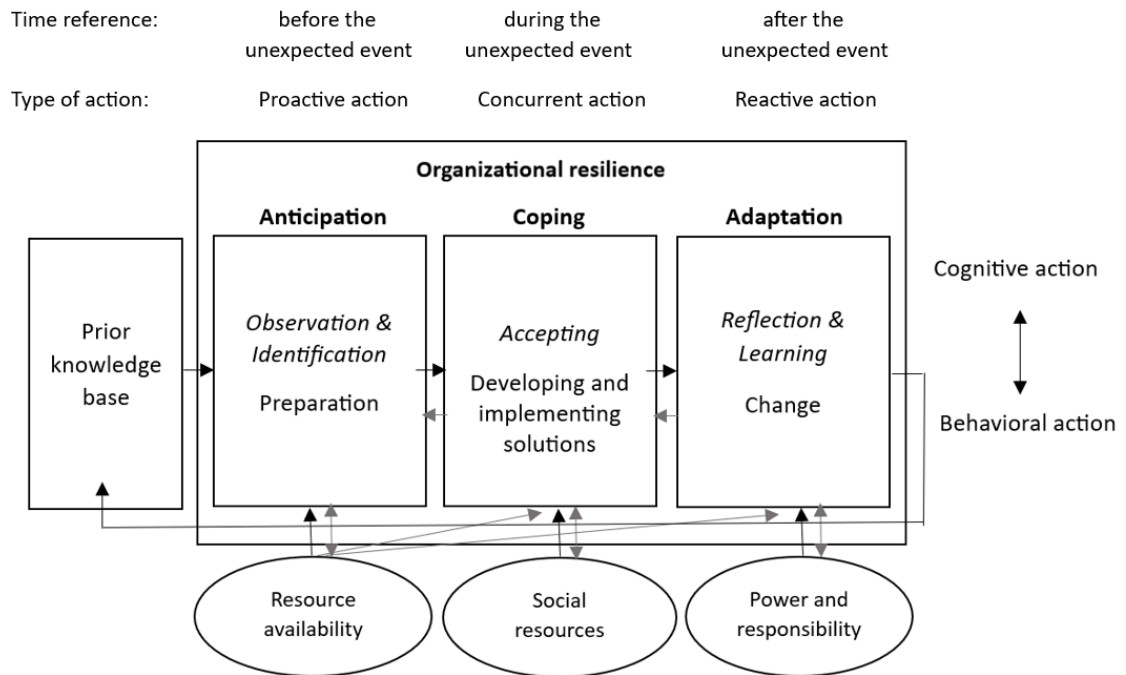 Time reference:
before the
unexpected event
during the
unexpected event
after the
unexpected event
Type of action:
Proactive action
Concurrent action
Reactive action
Organizational resilience
Anticipation
Coping
Adaptation
Prior
knowledge
base
Observation &
Identification
Preparation
Accepting
Developing and
implementing
solutions
Reflection &
Learning
Change
Cognitive action
Behavioral action
Resource
availability
Social
resources
Power and
responsibility